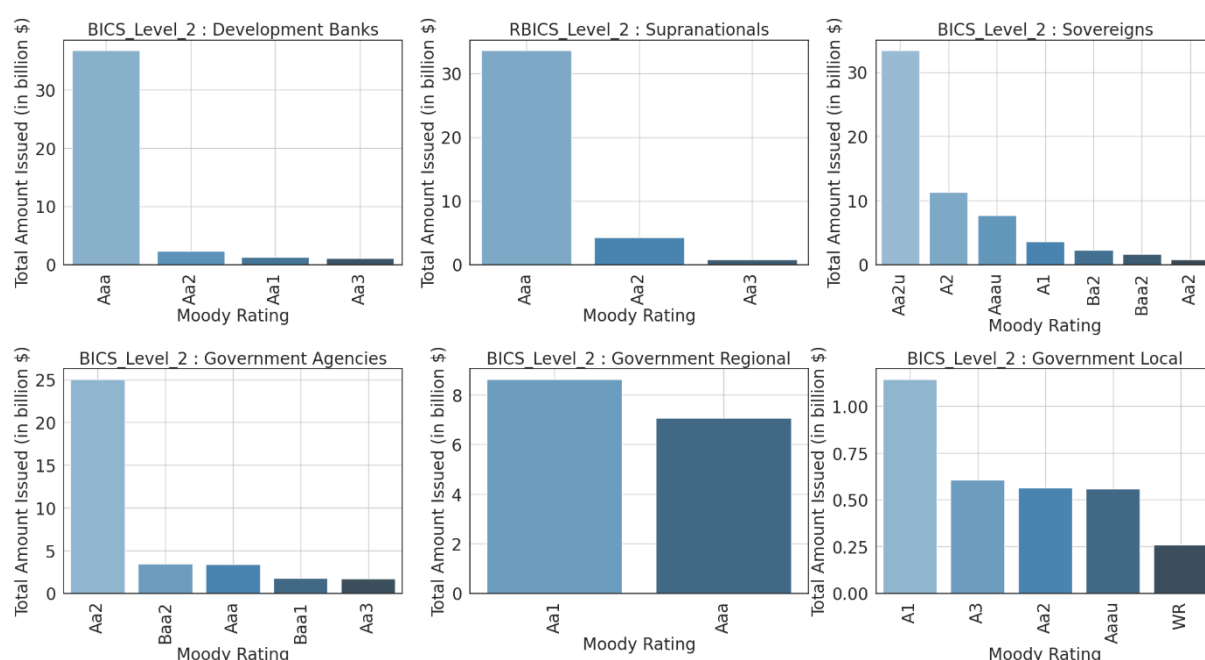 BICS_Level_2 : Development Banks
Total Amount Issued (in billion $)
30
20
10
0
Aaa
Aa2
Aa1
Aa3
Moody Rating
RBICS_Level_2 : Supranationals
Total Amount Issued (in billion $)
30
20
10
0
Aaa
Aa2
Aa3
Moody Rating
BICS_Level_2 : Sovereigns
Total Amount Issued (in billion $)
30
20
10
0
Aa2u
A2
Aaau
A1
Ba2
Baa2
Aa2
Moody Rating
BICS_Level_2 : Government Agencies
Total Amount Issued (in billion $)
25
20
15
10
5
0
Aa2
Baa2
Aaa
Baa1
Aa3
Moody Rating
BICS_Level_2 : Government Regional
Total Amount Issued (in billion $)
8
6
4
2
0
Aa1
Aaa
Moody Rating
BICS_Level_2 : Government Local
Total Amount Issued (in billion $)
1.00
0.75
0.50
0.25
0.00
A1
A3
Aa2
Aaau
WR
Moody Rating